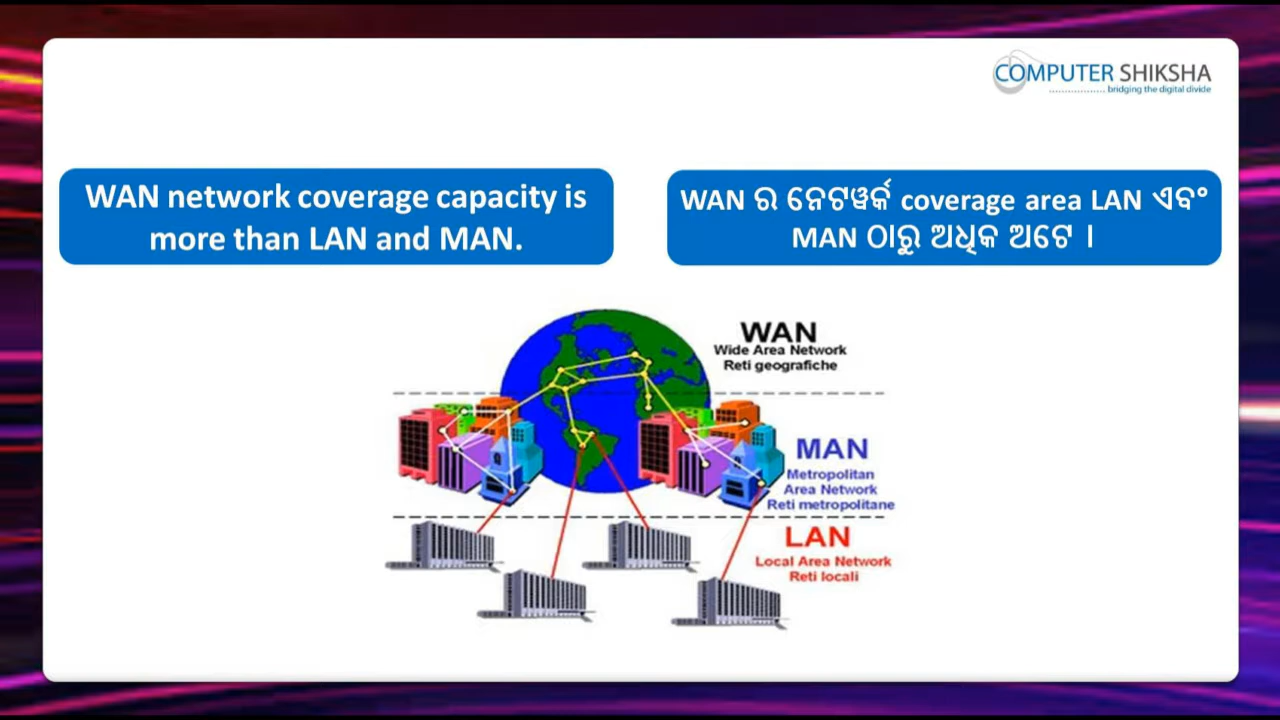 COMPUTER SHIKSHA
bridging the digital divide
WAN network coverage capacity is
more than LAN and MAN.
WAN ର ନେଟୱର୍କ coverage area LAN ଏବଂ
MAN ଠାରୁ ଅଧିକ ଅଟେ ।
WAN
Wide Area Network
Reti geografiche
MAN
Metropolitan
Area Network
Reti metropolitane
LAN
Local Area Network
Reti locali